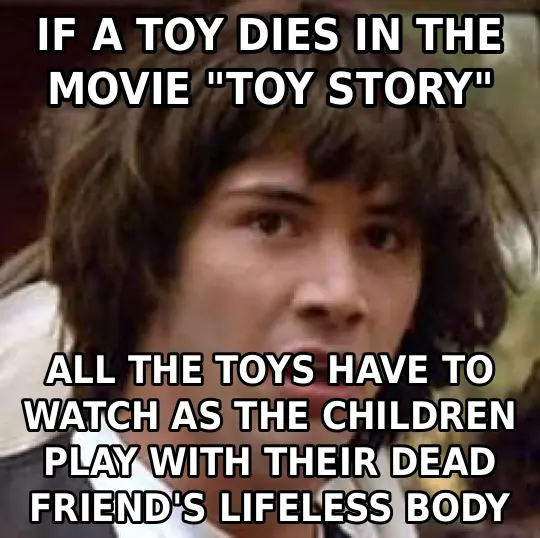 IF A TOY DIES IN THE
MOVIE "TOY STORY"
ALL THE TOYS HAVE TO
WATCH AS THE CHILDREN
PLAY WITH THEIR DEAD
FRIEND'S LIFELESS BODY